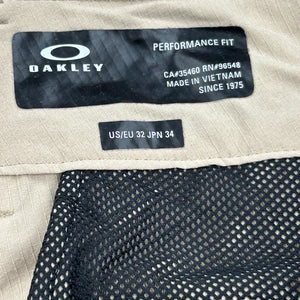 OAKLEY
PERFORMANCE FIT
CA#35460 RN#96548
MADE IN VIETNAM
SINCE 1975
US/EU 32 JPN 34